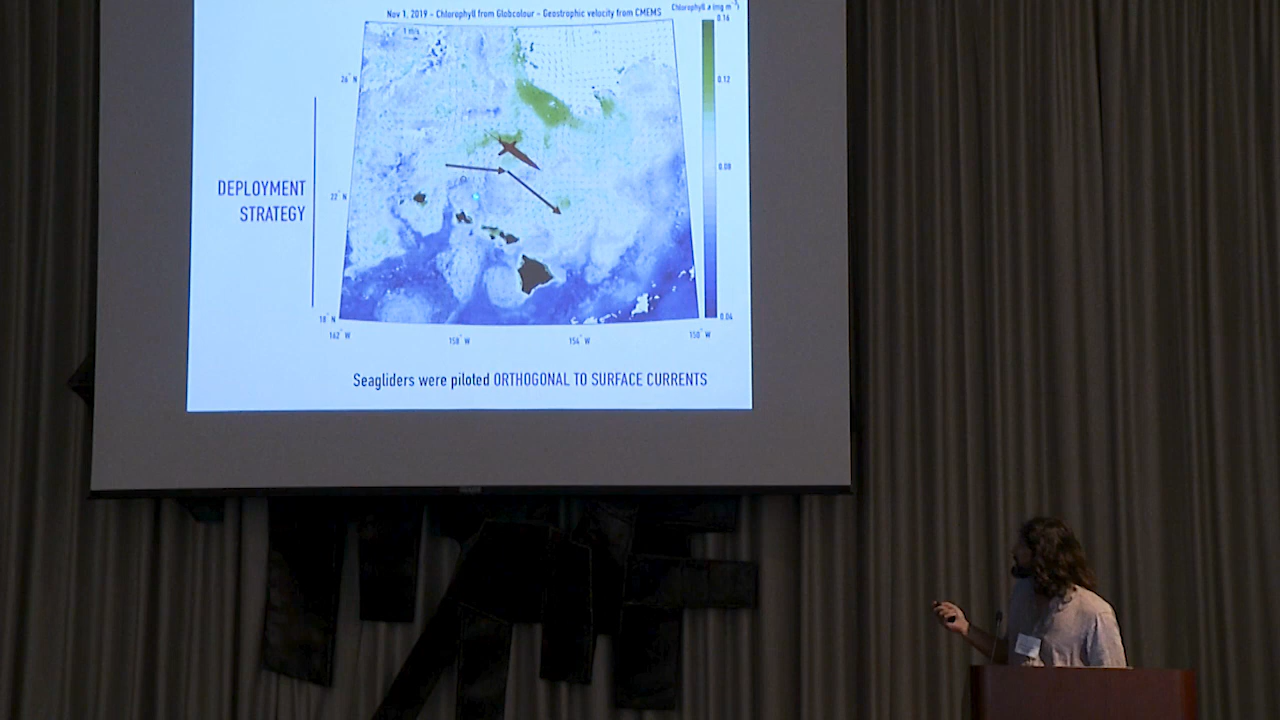 Nov 1, 2019 - Chlorophyll from Globcolour - Geostrophic velocity from CMEMS
Chlorophyll a (mg m⁻³)
1 m/s
0.16
0.12
0.08
0.04
26° N
22° N
18° N
162° W
158° W
154° W
150° W
DEPLOYMENT
STRATEGY
Seagliders were piloted ORTHOGONAL TO SURFACE CURRENTS